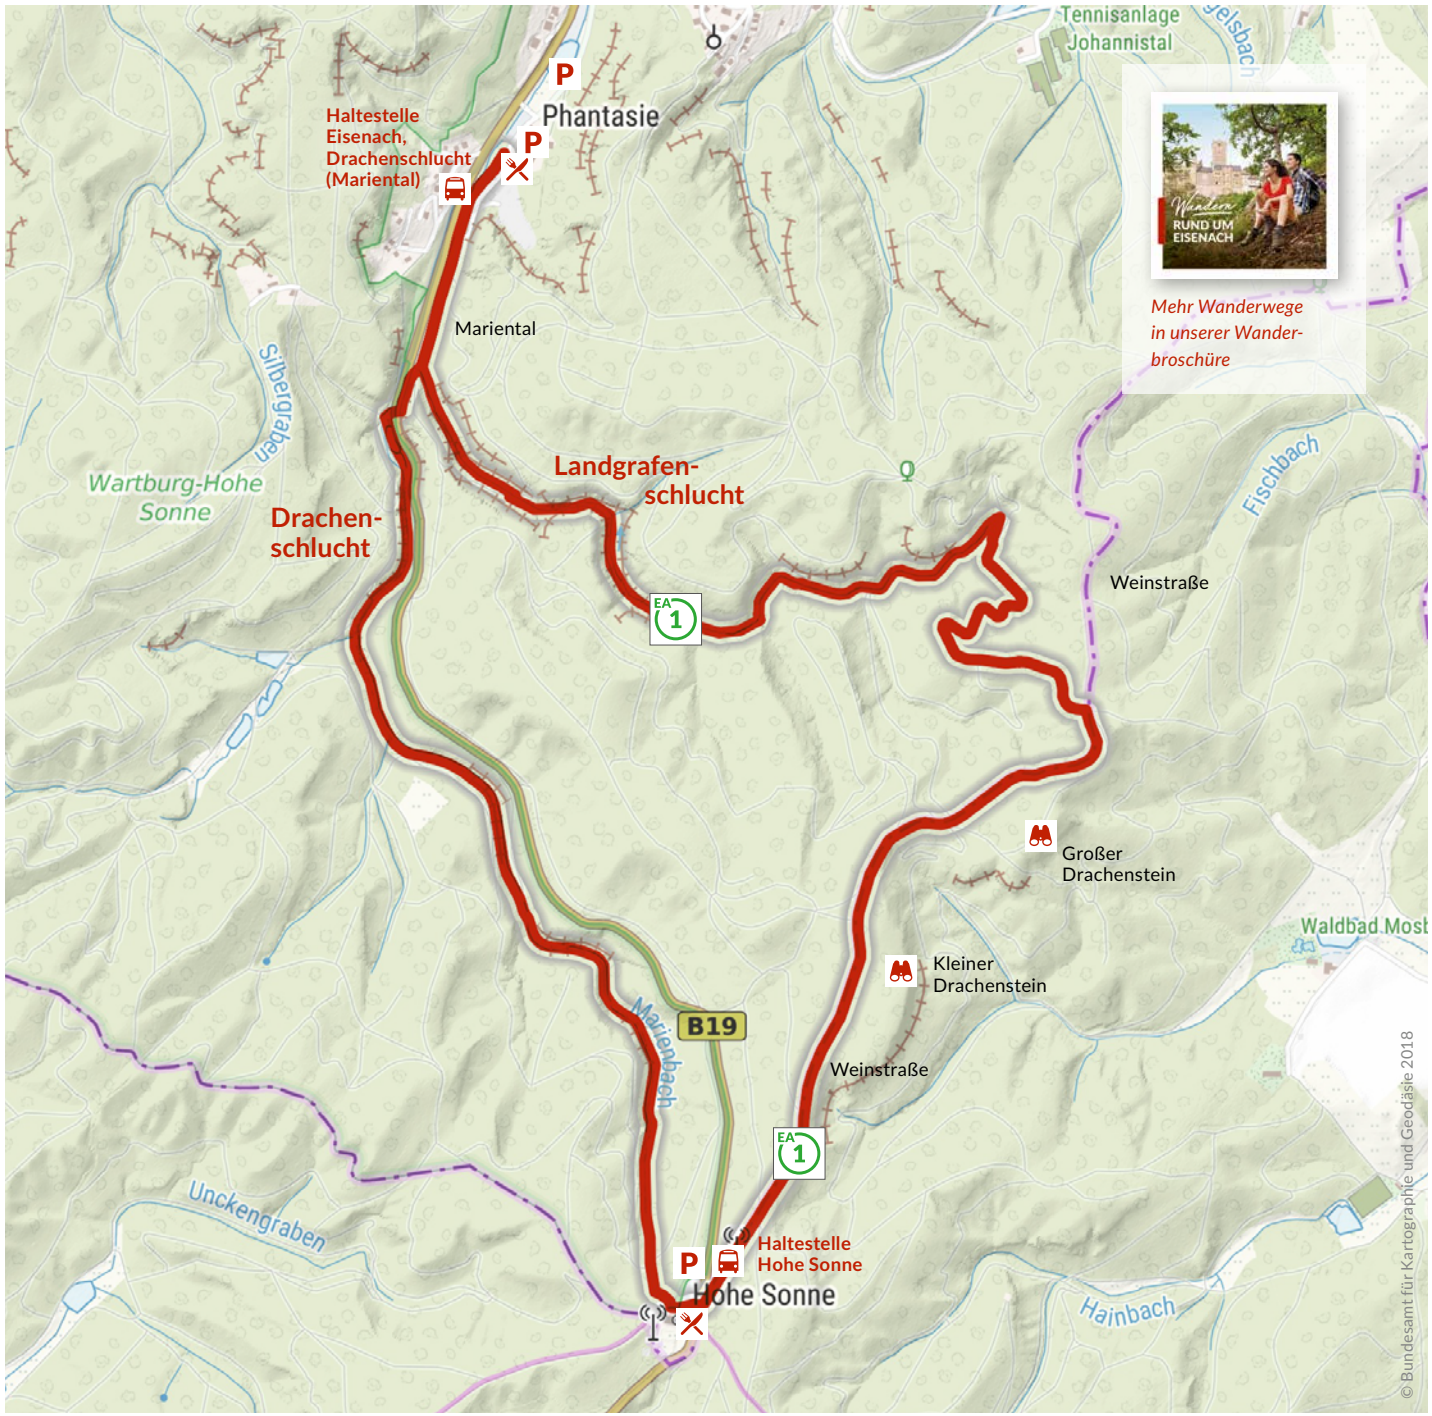 Tennisanlage
Johannistal
gelsbach
P
Phantasie
Haltestelle
Eisenach,
Drachenschlucht
(Mariental)
P
Wandern
RUND UM
EISENACH
Mehr Wanderwege
in unserer Wander-
broschüre
Mariental
Silbergraben
Landgrafen-
schlucht
Fischbach
Wartburg-Hohe
Sonne
Drachen-
schlucht
Weinstraße
EA
1
Großer
Drachenstein
Waldbad Mosb
Kleiner
Drachenstein
B19
Marienbach
Weinstraße
EA
1
Unckengraben
P
Haltestelle
Hohe Sonne
Hohe Sonne
Hainbach
© Bundesamt für Kartographie und Geodäsie 2018